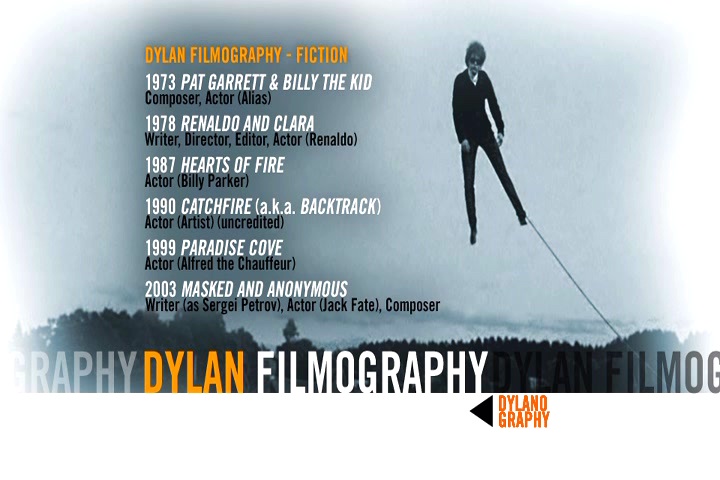 DYLAN FILMOGRAPHY - FICTION
1973 PAT GARRETT & BILLY THE KID
Composer, Actor (Alias)
1978 RENALDO AND CLARA
Writer, Director, Editor, Actor (Renaldo)
1987 HEARTS OF FIRE
Actor (Billy Parker)
1990 CATCHFIRE (a.k.a. BACKTRACK)
Actor (Artist) (uncredited)
1999 PARADISE COVE
Actor (Alfred the Chauffeur)
2003 MASKED AND ANONYMOUS
Writer (as Sergei Petrov), Actor (Jack Fate), Composer
GRAPHY DYLAN FILMOGRAPHY DYLAN FILMOG
DYLANO
GRAPHY